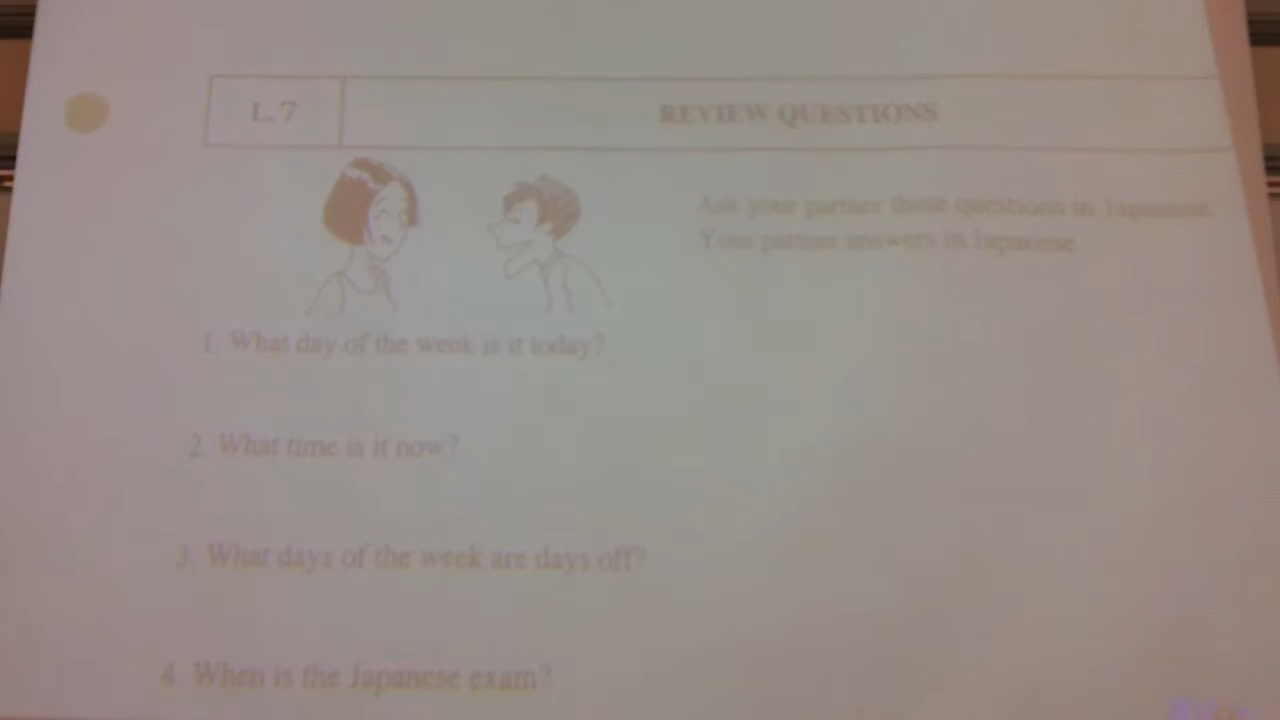 L. 7
REVIEW QUESTIONS
Ask your partner these questions in Japanese.
Your partner answers in Japanese.
1. What day of the week is it today?
2. What time is it now?
3. What days of the week are days off?
4. When is the Japanese exam?